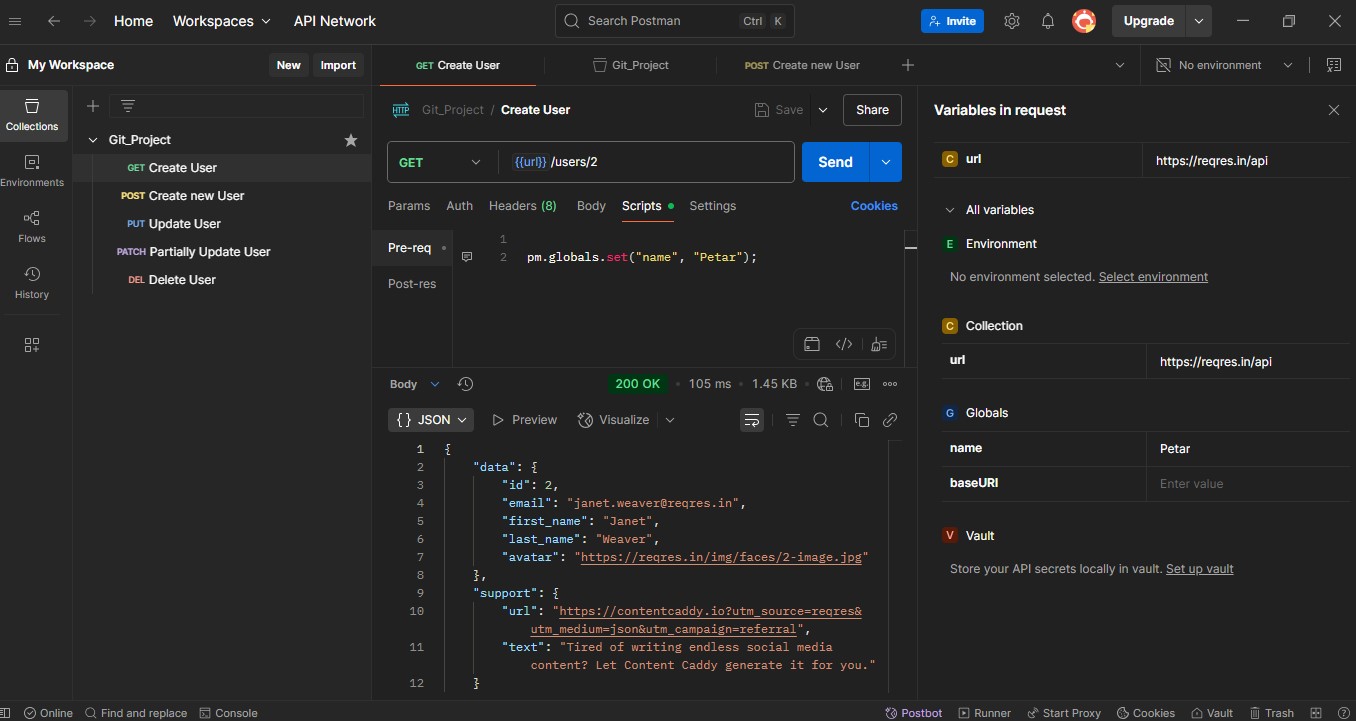 Home Workspaces API Network Search Postman Ctrl K Invite Upgrade
My Workspace New Import GET Create User Git_Project POST Create new User No environment
Collections
Environments
Flows
History
Git_Project
GET Create User
POST Create new User
PUT Update User
PATCH Partially Update User
DEL Delete User
HTTP Git_Project / Create User Save Share
GET {{url}} /users/2 Send
Params Auth Headers (8) Body Scripts Settings Cookies
Pre-req
Post-res
1
2 pm.globals.set("name", "Petar");
Body 200 OK 105 ms 1.45 KB e.g.
{} JSON Preview Visualize
1 {
2 "data": {
3 "id": 2,
4 "email": "janet.weaver@reqres.in",
5 "first_name": "Janet",
6 "last_name": "Weaver",
7 "avatar": "https://reqres.in/img/faces/2-image.jpg"
8 },
9 "support": {
10 "url": "https://contentcaddy.io?utm_source=reqres&
utm_medium=json&utm_campaign=referral",
11 "text": "Tired of writing endless social media
content? Let Content Caddy generate it for you."
12 }
Variables in request
C url https://reqres.in/api
All variables
E Environment
No environment selected. Select environment
C Collection
url https://reqres.in/api
G Globals
name Petar
baseURI Enter value
V Vault
Store your API secrets locally in vault. Set up vault
Online Find and replace Console Postbot Runner Start Proxy Cookies Vault Trash